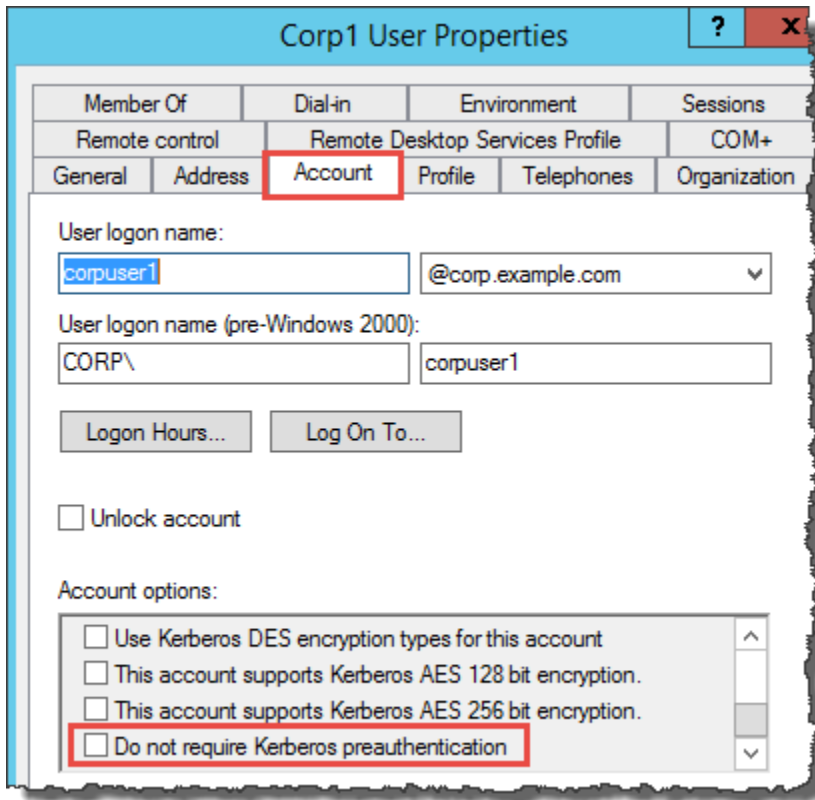 Corp1 User Properties ? x
Member Of Dial-in Environment Sessions
Remote control Remote Desktop Services Profile COM+
General Address Account Profile Telephones Organization
User logon name:
corpuser1 @corp.example.com
User logon name (pre-Windows 2000):
CORP\ corpuser1
Logon Hours... Log On To...
Unlock account
Account options:
Use Kerberos DES encryption types for this account
This account supports Kerberos AES 128 bit encryption.
This account supports Kerberos AES 256 bit encryption.
Do not require Kerberos preauthentication